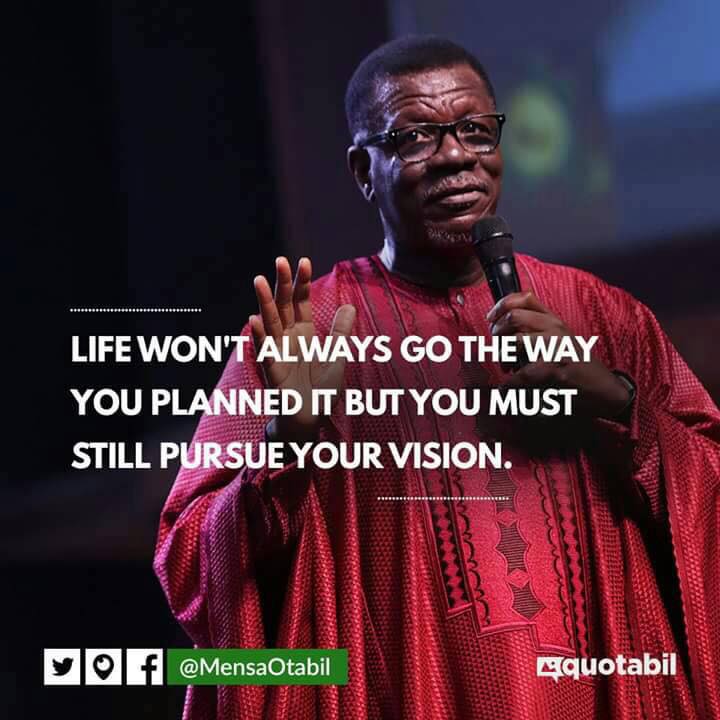 LIFE WON'T ALWAYS GO THE WAY
YOU PLANNED IT BUT YOU MUST
STILL PURSUE YOUR VISION.
@MensaOtabil
quotabil